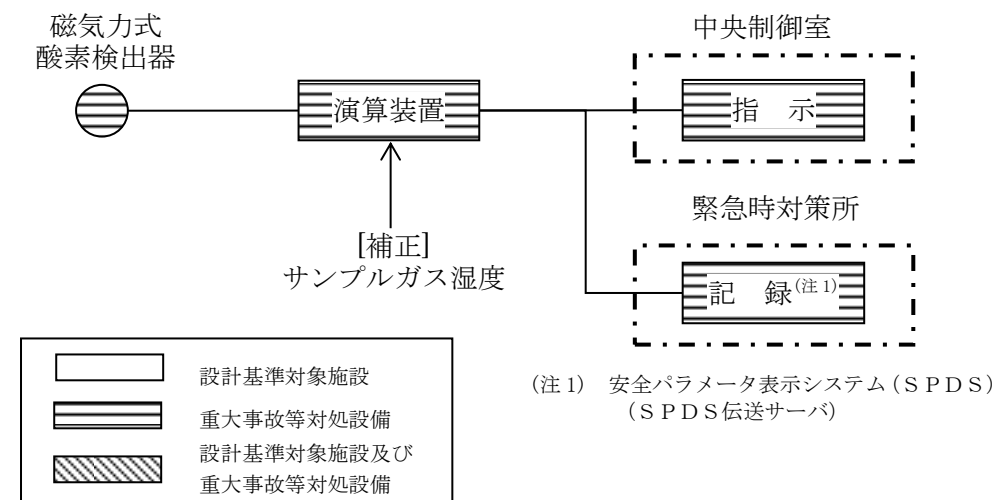 磁気力式
酸素検出器
演算装置
[補正]
サンプルガス湿度
中央制御室
指　示
緊急時対策所
記　録(注1)
(注1)　安全パラメータ表示システム(ＳＰＤＳ)
(ＳＰＤＳ伝送サーバ)
設計基準対象施設
重大事故等対処設備
設計基準対象施設及び
重大事故等対処設備